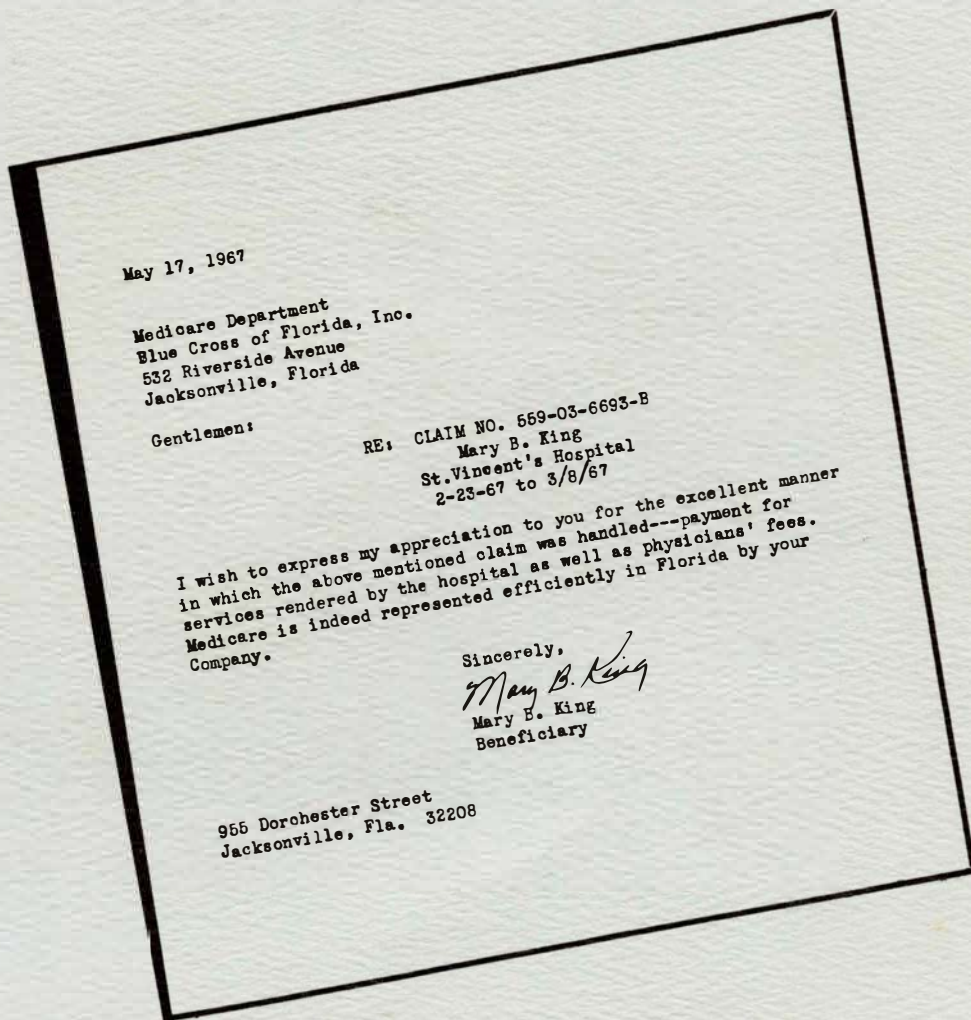 May 17, 1967
Medicare Department
Blue Cross of Florida, Inc.
532 Riverside Avenue
Jacksonville, Florida
Gentlemen:
RE: CLAIM NO. 559-03-6693-B
Mary B. King
St.Vincent's Hospital
2-23-67 to 3/8/67
I wish to express my appreciation to you for the excellent manner
in which the above mentioned claim was handled---payment for
services rendered by the hospital as well as physicians' fees.
Medicare is indeed represented efficiently in Florida by your
Company.
Sincerely,
Mary B. King
Mary B. King
Beneficiary
955 Dorchester Street
Jacksonville, Fla. 32208